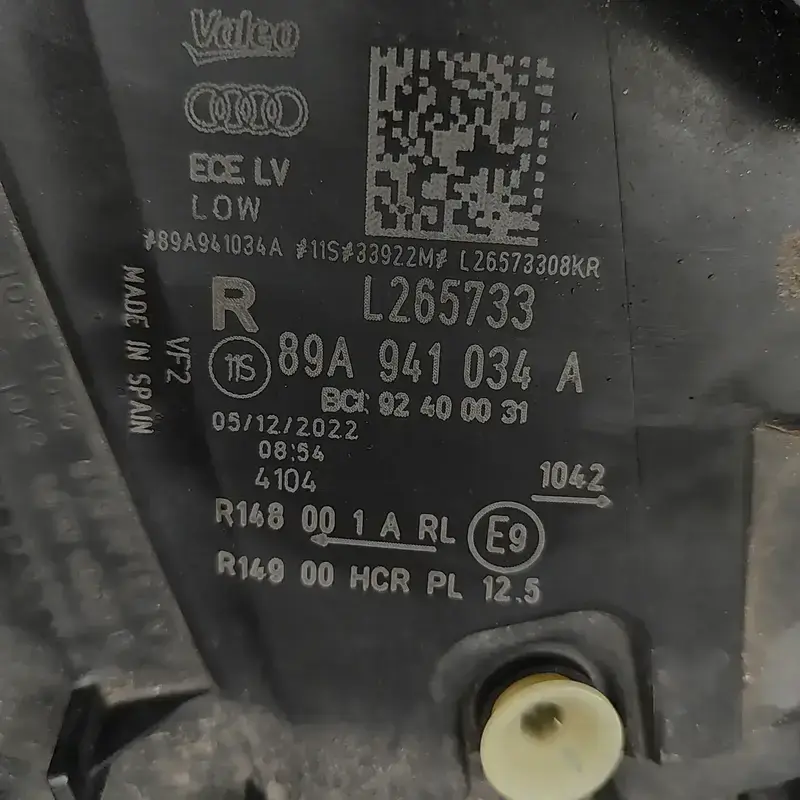 Valeo
ECE LV
LOW
#89A941034A #11S#33922M# L26573308KR
R
L265733
11S
89A 941 034 A
BCI: 92 40 00 31
05/12/2022
08:54
4104
1042
R148 00 1 A RL
E9
R149 00 HCR PL 12.5
MADE IN SPAIN
VF2